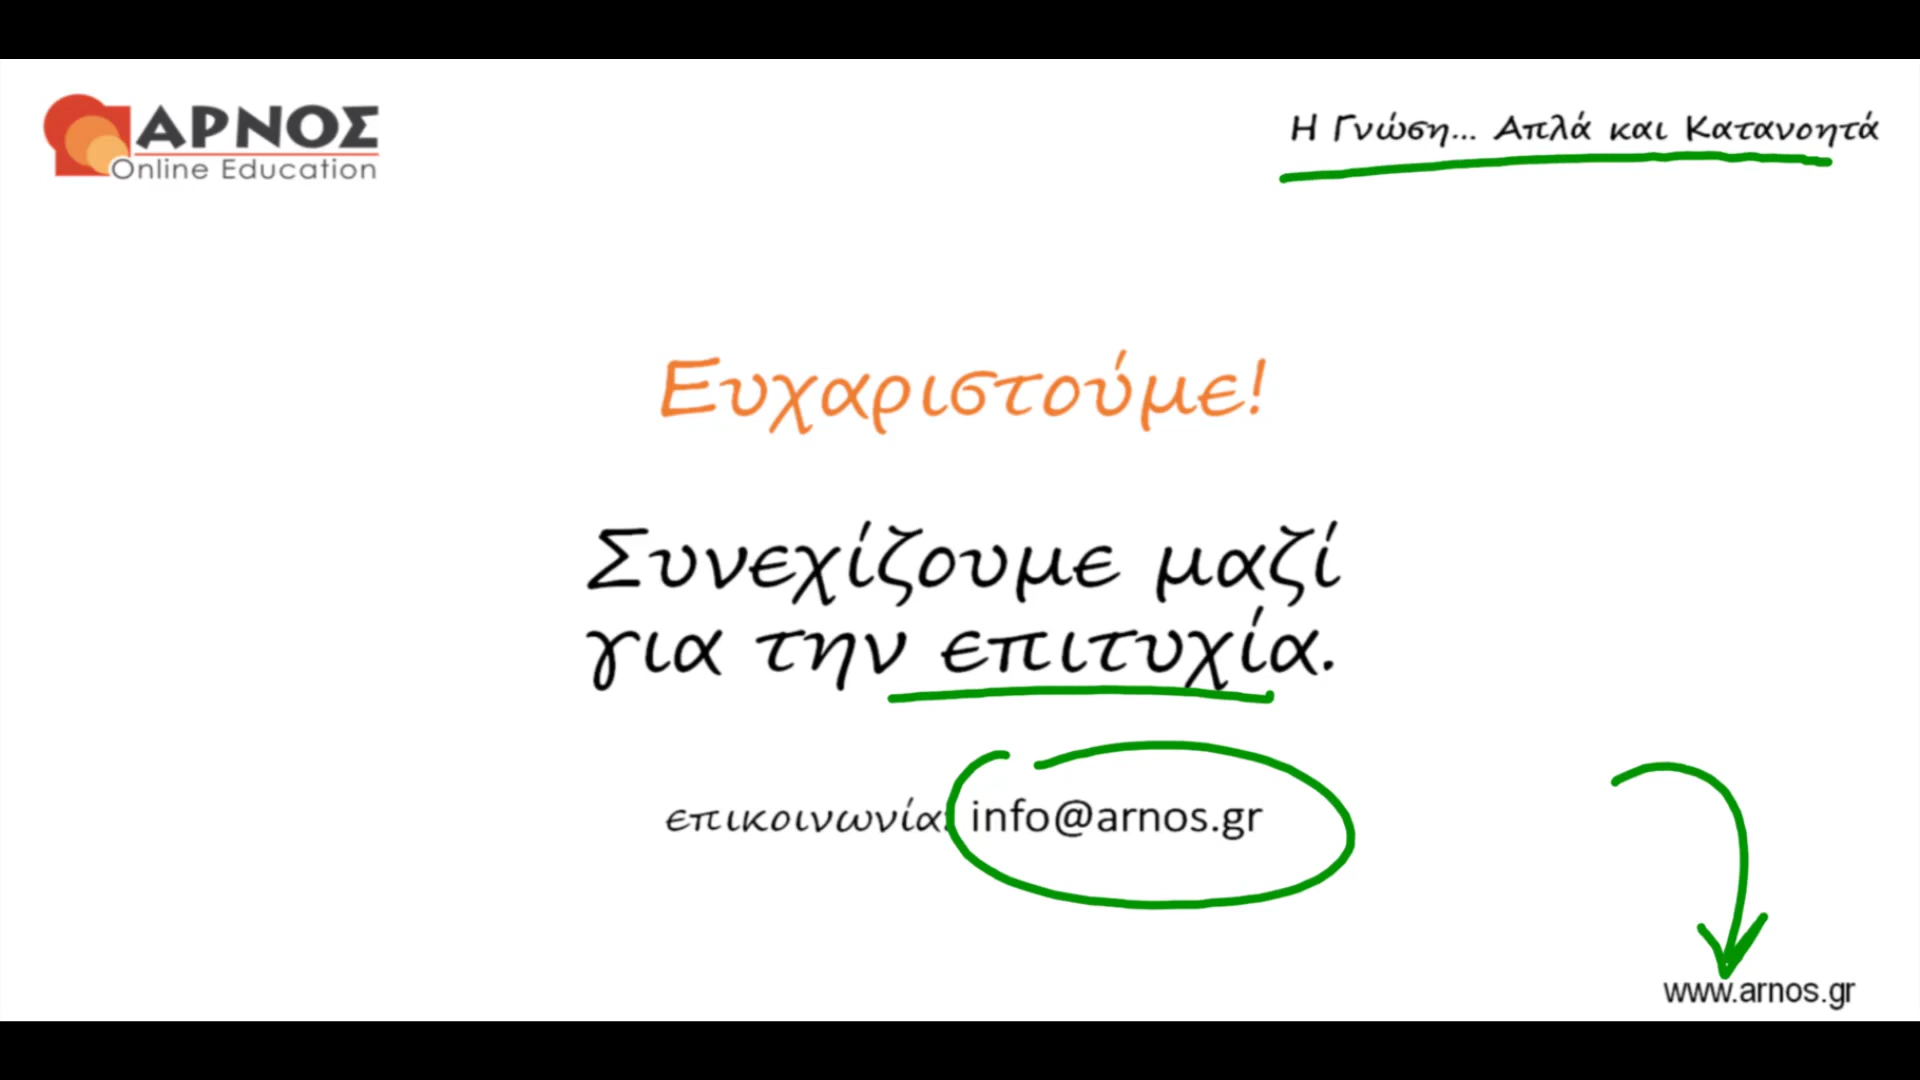 ΑΡΝΟΣ
Online Education
Η Γνώση... Απλά και Κατανοητά
Ευχαριστούμε!
Συνεχίζουμε μαζί
για την επιτυχία.
επικοινωνία: info@arnos.gr
www.arnos.gr